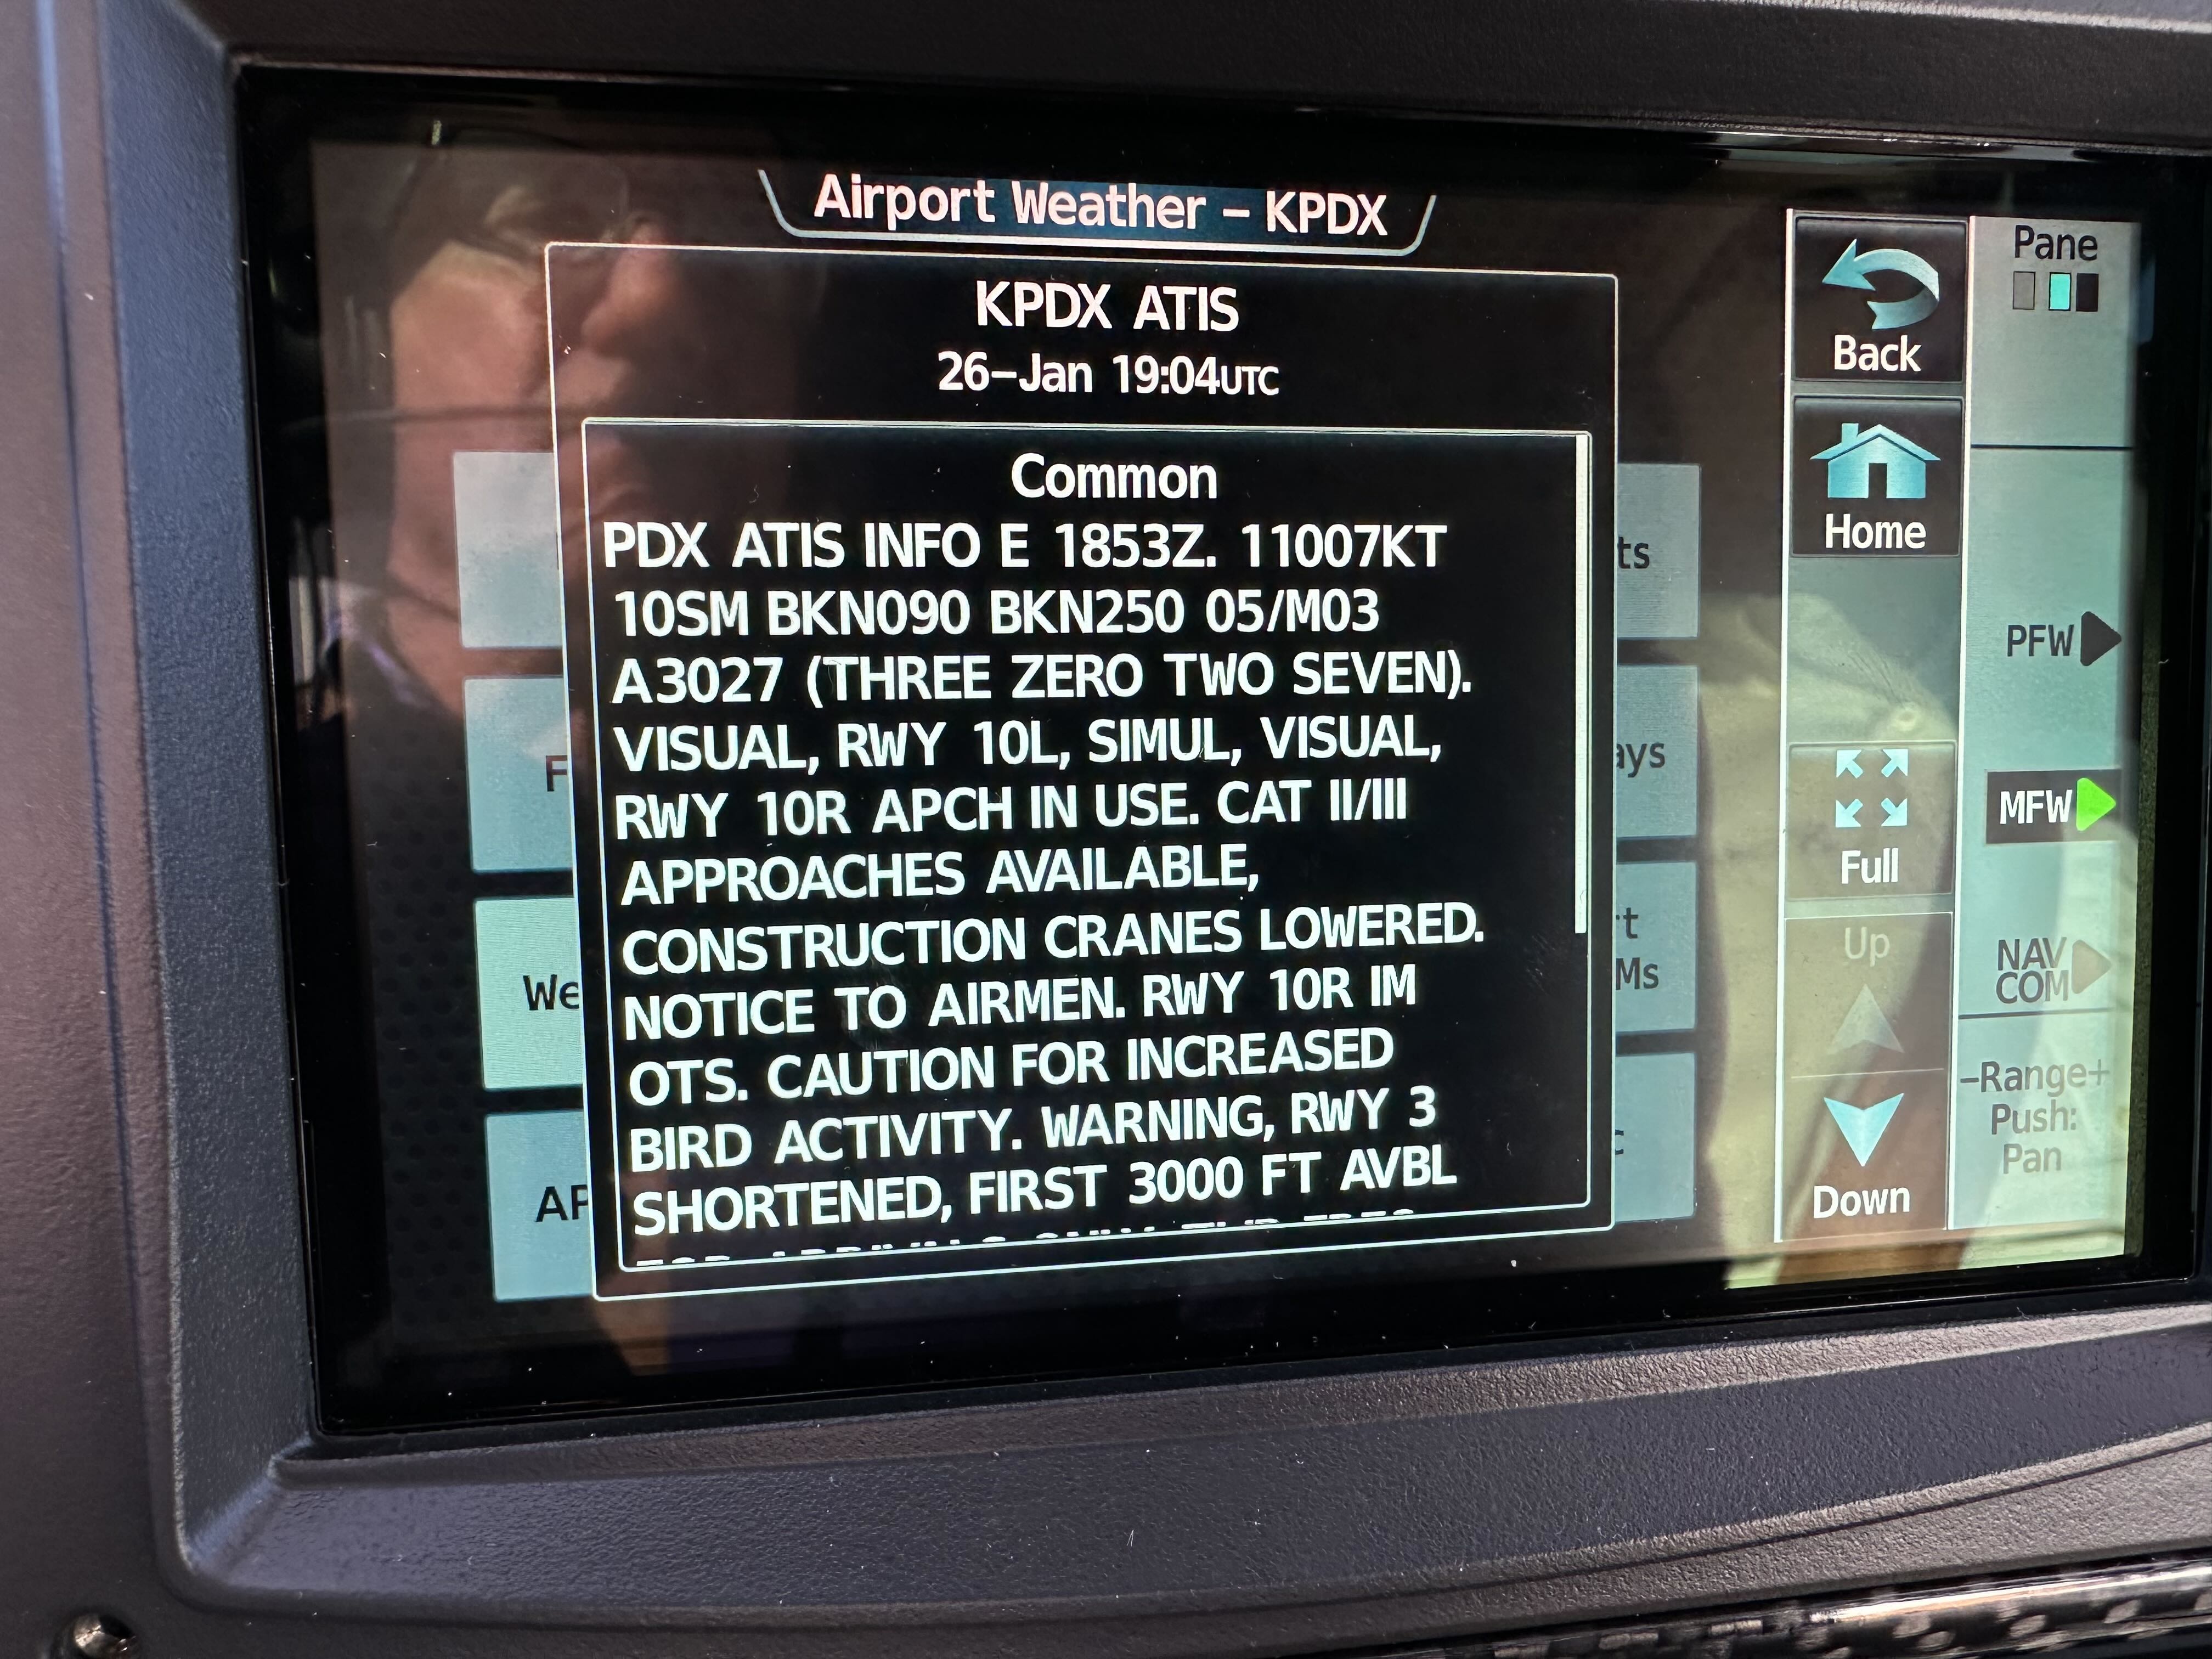 Airport Weather – KPDX
KPDX ATIS
26–Jan 19:04UTC
Common
PDX ATIS INFO E 1853Z. 11007KT
10SM BKN090 BKN250 05/M03
A3027 (THREE ZERO TWO SEVEN).
VISUAL, RWY 10L, SIMUL, VISUAL,
RWY 10R APCH IN USE. CAT II/III
APPROACHES AVAILABLE,
CONSTRUCTION CRANES LOWERED.
NOTICE TO AIRMEN. RWY 10R IM
OTS. CAUTION FOR INCREASED
BIRD ACTIVITY. WARNING, RWY 3
SHORTENED, FIRST 3000 FT AVBL
Back
Home
Full
Up
Down
Pane
PFW
MFW
NAV
COM
–Range+
Push:
Pan